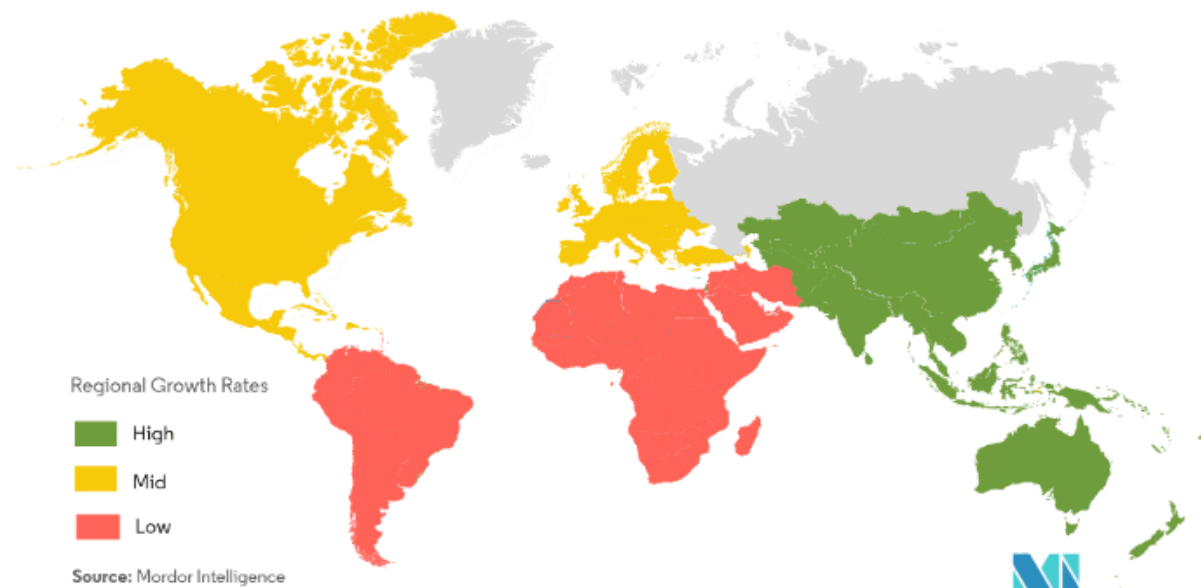 Regional Growth Rates
High
Mid
Low
Source: Mordor Intelligence